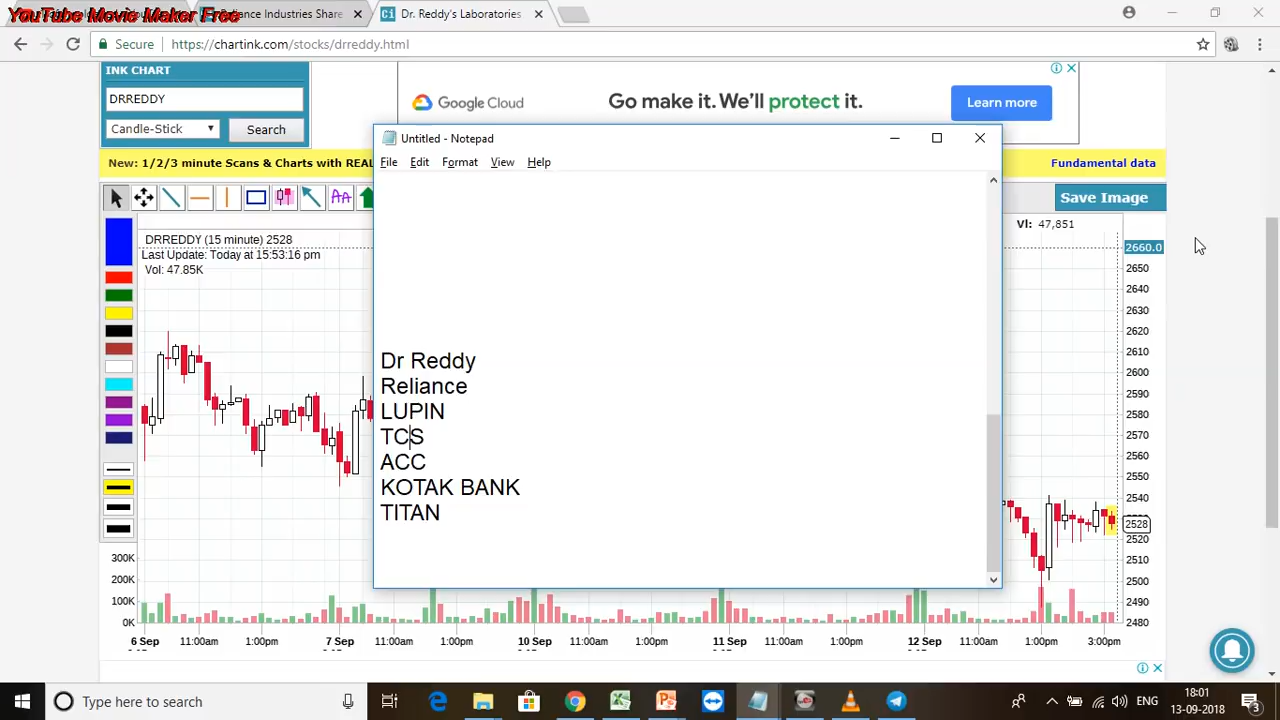 YouTube Movie Maker Free
Reliance Industries Share
Dr. Reddy's Laboratories
Secure
https://chartink.com/stocks/drreddy.html
INK CHART
DRREDDY
Candle-Stick
Search
Google Cloud
Go make it. We'll protect it.
Learn more
New: 1/2/3 minute Scans & Charts with REAL
Fundamental data
Untitled - Notepad
File Edit Format View Help
Save Image
DRREDDY (15 minute) 2528
Last Update: Today at 15:53:16 pm
Vol: 47.85K
Vl: 47,851
Dr Reddy
Reliance
LUPIN
TCS
ACC
KOTAK BANK
TITAN
2660.0
2650
2640
2630
2620
2610
2600
2590
2580
2570
2560
2550
2540
2530
2528
2520
2510
2500
2490
2480
300K
200K
100K
0K
6 Sep 11:00am 1:00pm 7 Sep 11:00am 1:00pm 10 Sep 11:00am 1:00pm 11 Sep 11:00am 1:00pm 12 Sep 11:00am 1:00pm 3:00pm
Type here to search
ENG
18:01
13-09-2018
3